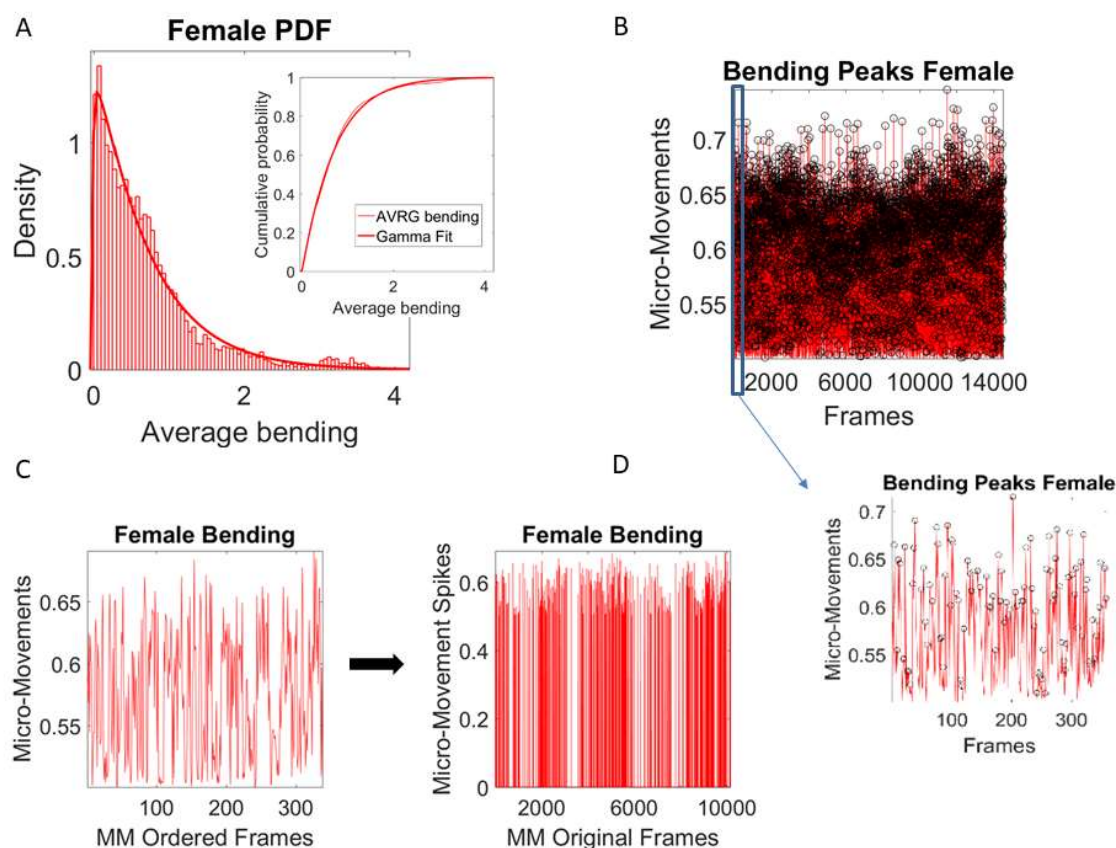 A
Female PDF
Density
1
0.5
0
0
2
4
Average bending
Cumulative probability
1
0.8
0.6
0.4
0.2
0
0
2
4
Average bending
AVRG bending
Gamma Fit
B
Bending Peaks Female
Micro-Movements
0.7
0.65
0.6
0.55
2000 6000 10000 14000
Frames
C
Female Bending
Micro-Movements
0.65
0.6
0.55
100 200 300
MM Ordered Frames
Female Bending
Micro-Movement Spikes
0.6
0.4
0.2
0
2000 6000 10000
MM Original Frames
D
Bending Peaks Female
Micro-Movements
0.7
0.65
0.6
0.55
100 200 300
Frames